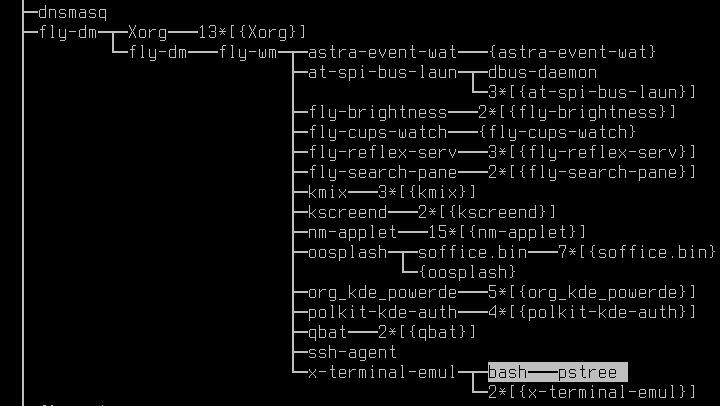 ├─dnsmasq
├─fly-dm─┬─Xorg───13*[{Xorg}]
│        └─fly-dm───fly-wm─┬─astra-event-wat───{astra-event-wat}
├─at-spi-bus-laun─┬─dbus-daemon
│                 └─3*[{at-spi-bus-laun}]
├─fly-brightness───2*[{fly-brightness}]
├─fly-cups-watch───{fly-cups-watch}
├─fly-reflex-serv───3*[{fly-reflex-serv}]
├─fly-search-pane───2*[{fly-search-pane}]
├─kmix───3*[{kmix}]
├─kscreend───2*[{kscreend}]
├─nm-applet───15*[{nm-applet}]
├─oosplash─┬─soffice.bin───7*[{soffice.bin}
│          └─{oosplash}
├─org_kde_powerde───5*[{org_kde_powerde}]
├─polkit-kde-auth───4*[{polkit-kde-auth}]
├─qbat───2*[{qbat}]
├─ssh-agent
└─x-terminal-emul─┬─bash───pstree
                  └─2*[{x-terminal-emul}]